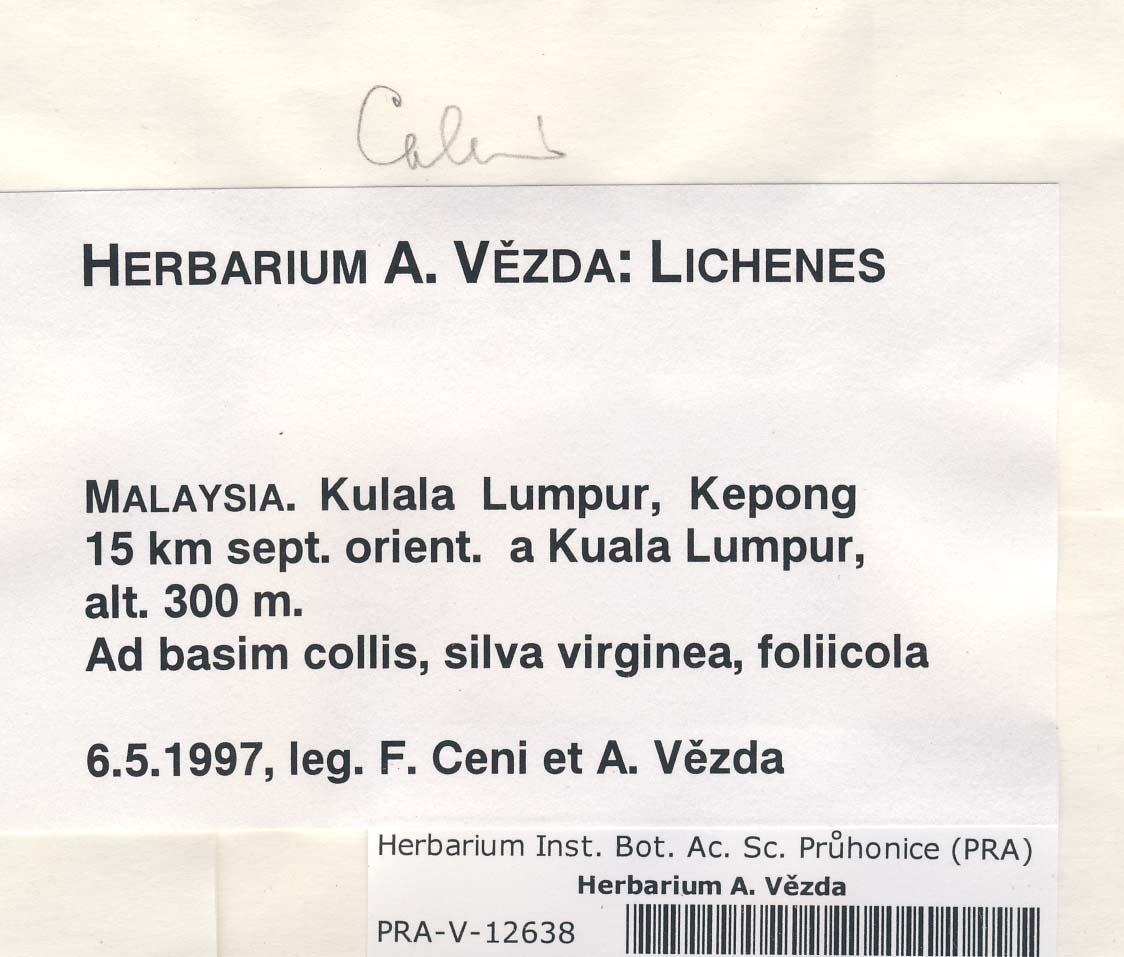 HERBARIUM A. VĚZDA: LICHENES
MALAYSIA. Kulala Lumpur, Kepong
15 km sept. orient. a Kuala Lumpur,
alt. 300 m.
Ad basim collis, silva virginea, foliicola
6.5.1997, leg. F. Ceni et A. Vězda
Herbarium Inst. Bot. Ac. Sc. Průhonice (PRA)
Herbarium A. Vězda
PRA-V-12638